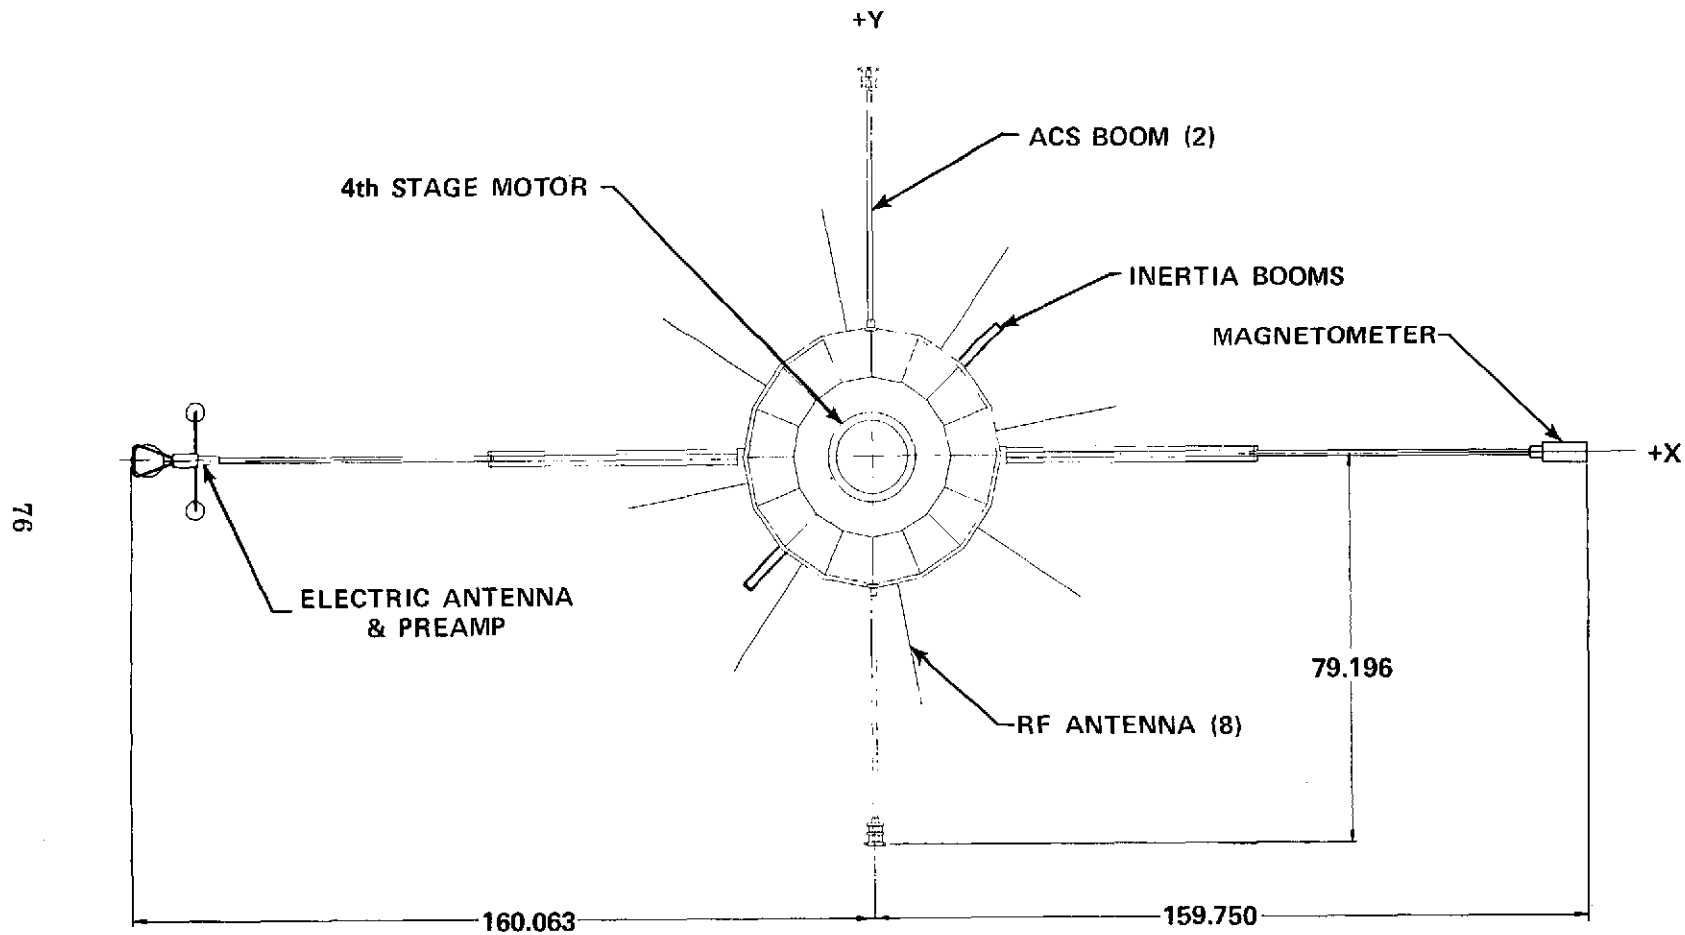 +Y
ACS BOOM (2)
4th STAGE MOTOR
INERTIA BOOMS
MAGNETOMETER
+X
76
ELECTRIC ANTENNA
& PREAMP
79.196
RF ANTENNA (8)
160.063
159.750